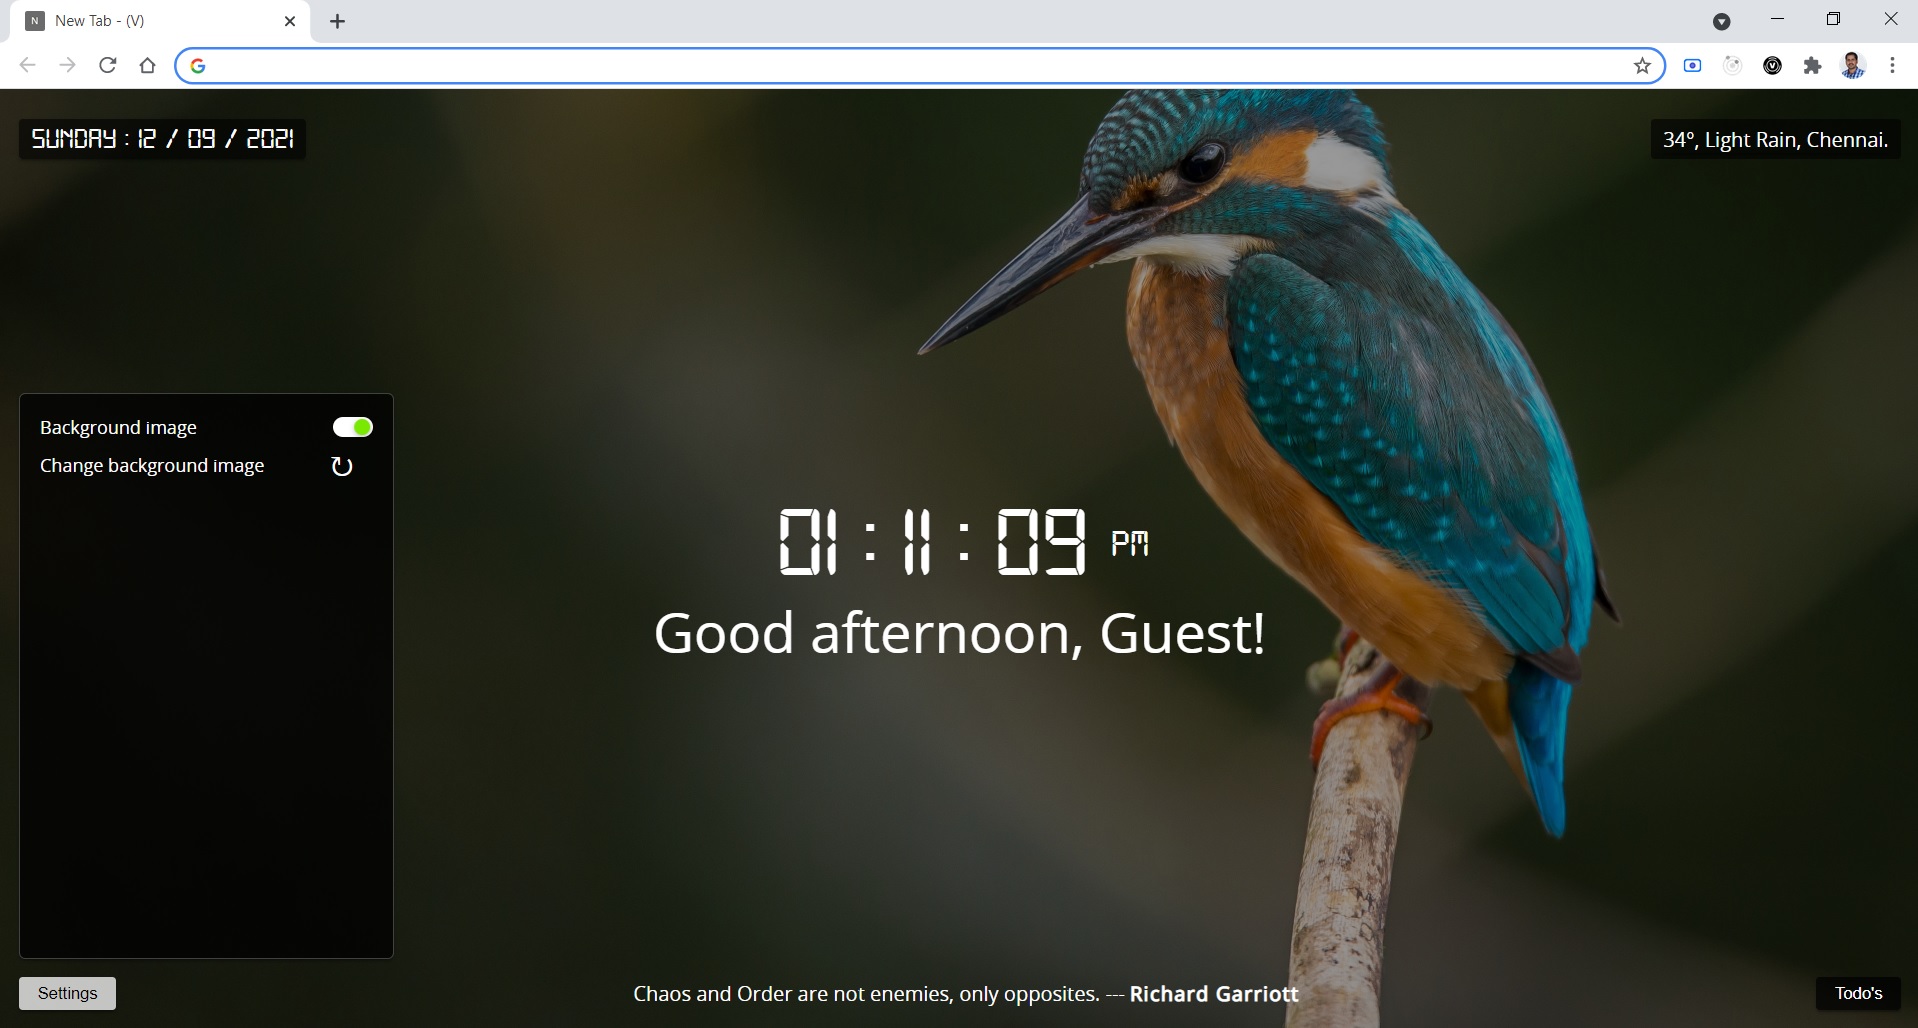 N New Tab - (V)
SUNDAY : 12 / 09 / 2021
34º, Light Rain, Chennai.
Background image
Change background image
01 : 11 : 09 PM
Good afternoon, Guest!
Settings
Chaos and Order are not enemies, only opposites. --- Richard Garriott
Todo's